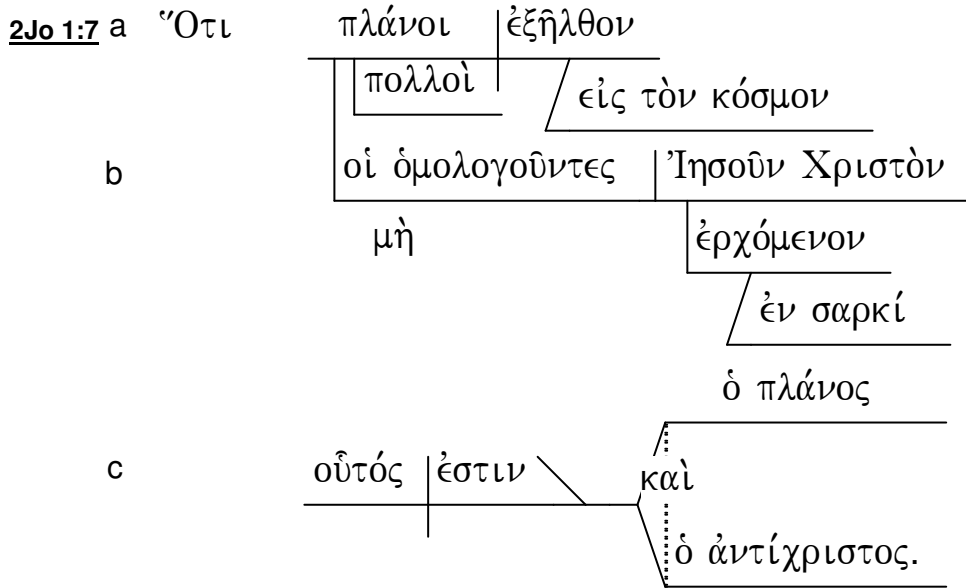 2Jo 1:7 a Ὅτι πλάνοι ἐξῆλθον
πολλοὶ εἰς τὸν κόσμον
b οἱ ὁμολογοῦντες Ἰησοῦν Χριστὸν
μὴ ἐρχόμενον
ἐν σαρκί
ὁ πλάνος
c οὗτός ἐστιν καὶ
ὁ ἀντίχριστος.